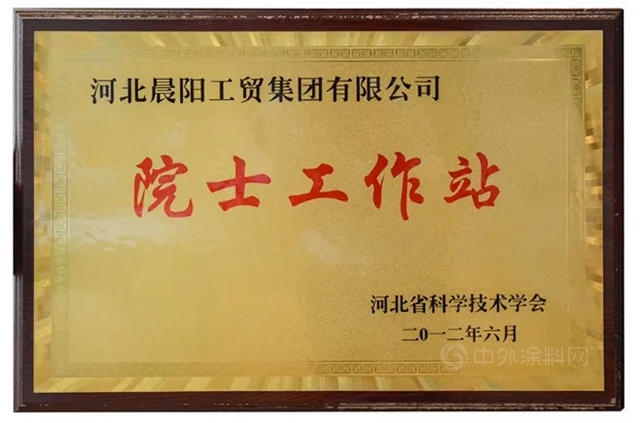 河北晨阳工贸集团有限公司
院士工作站
河北省科学技术学会
二〇一二年六月
中外涂料网